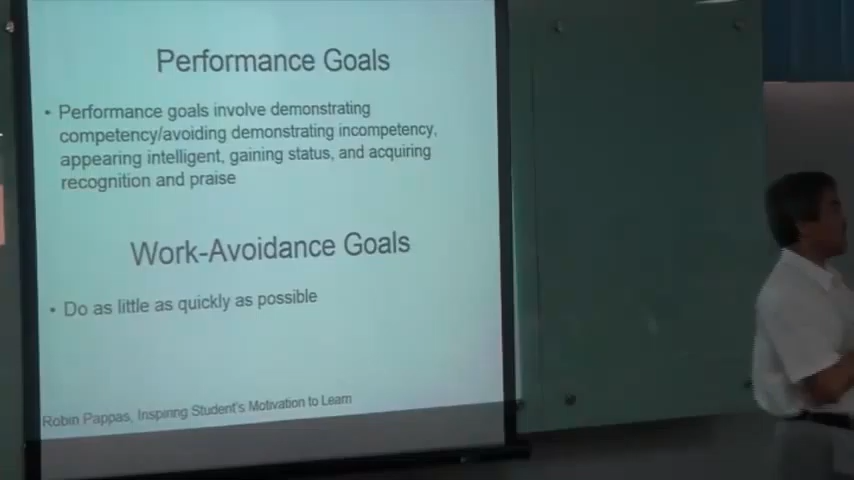 Performance Goals
• Performance goals involve demonstrating
competency/avoiding demonstrating incompetency,
appearing intelligent, gaining status, and acquiring
recognition and praise
Work-Avoidance Goals
• Do as little as quickly as possible
Robin Pappas, Inspiring Student's Motivation to Learn